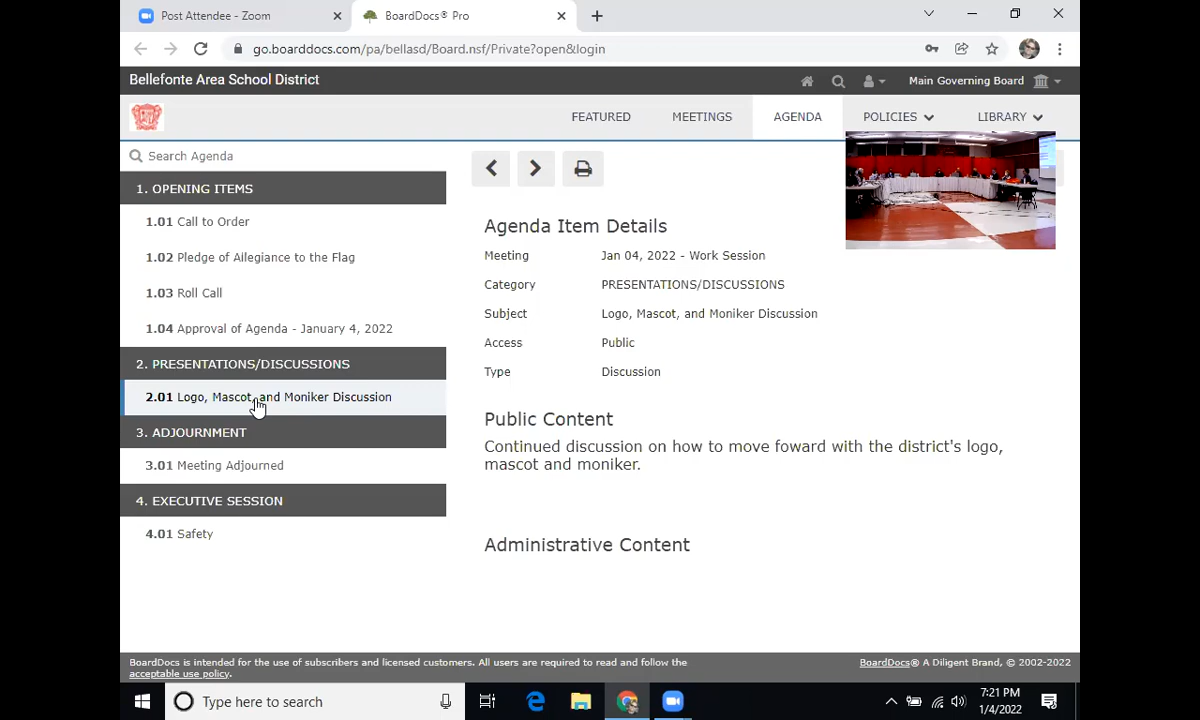 Post Attendee - Zoom
BoardDocs® Pro
go.boarddocs.com/pa/bellasd/Board.nsf/Private?open&login
Bellefonte Area School District
Main Governing Board
FEATURED
MEETINGS
AGENDA
POLICIES
LIBRARY
Search Agenda
1. OPENING ITEMS
1.01 Call to Order
1.02 Pledge of Allegiance to the Flag
1.03 Roll Call
1.04 Approval of Agenda - January 4, 2022
2. PRESENTATIONS/DISCUSSIONS
2.01 Logo, Mascot, and Moniker Discussion
3. ADJOURNMENT
3.01 Meeting Adjourned
4. EXECUTIVE SESSION
4.01 Safety
Agenda Item Details
Meeting Jan 04, 2022 - Work Session
Category PRESENTATIONS/DISCUSSIONS
Subject Logo, Mascot, and Moniker Discussion
Access Public
Type Discussion
Public Content
Continued discussion on how to move foward with the district's logo,
mascot and moniker.
Administrative Content
BoardDocs is intended for the use of subscribers and licensed customers. All users are required to read and follow the
acceptable use policy.
BoardDocs® A Diligent Brand, © 2002-2022
Type here to search
7:21 PM
1/4/2022